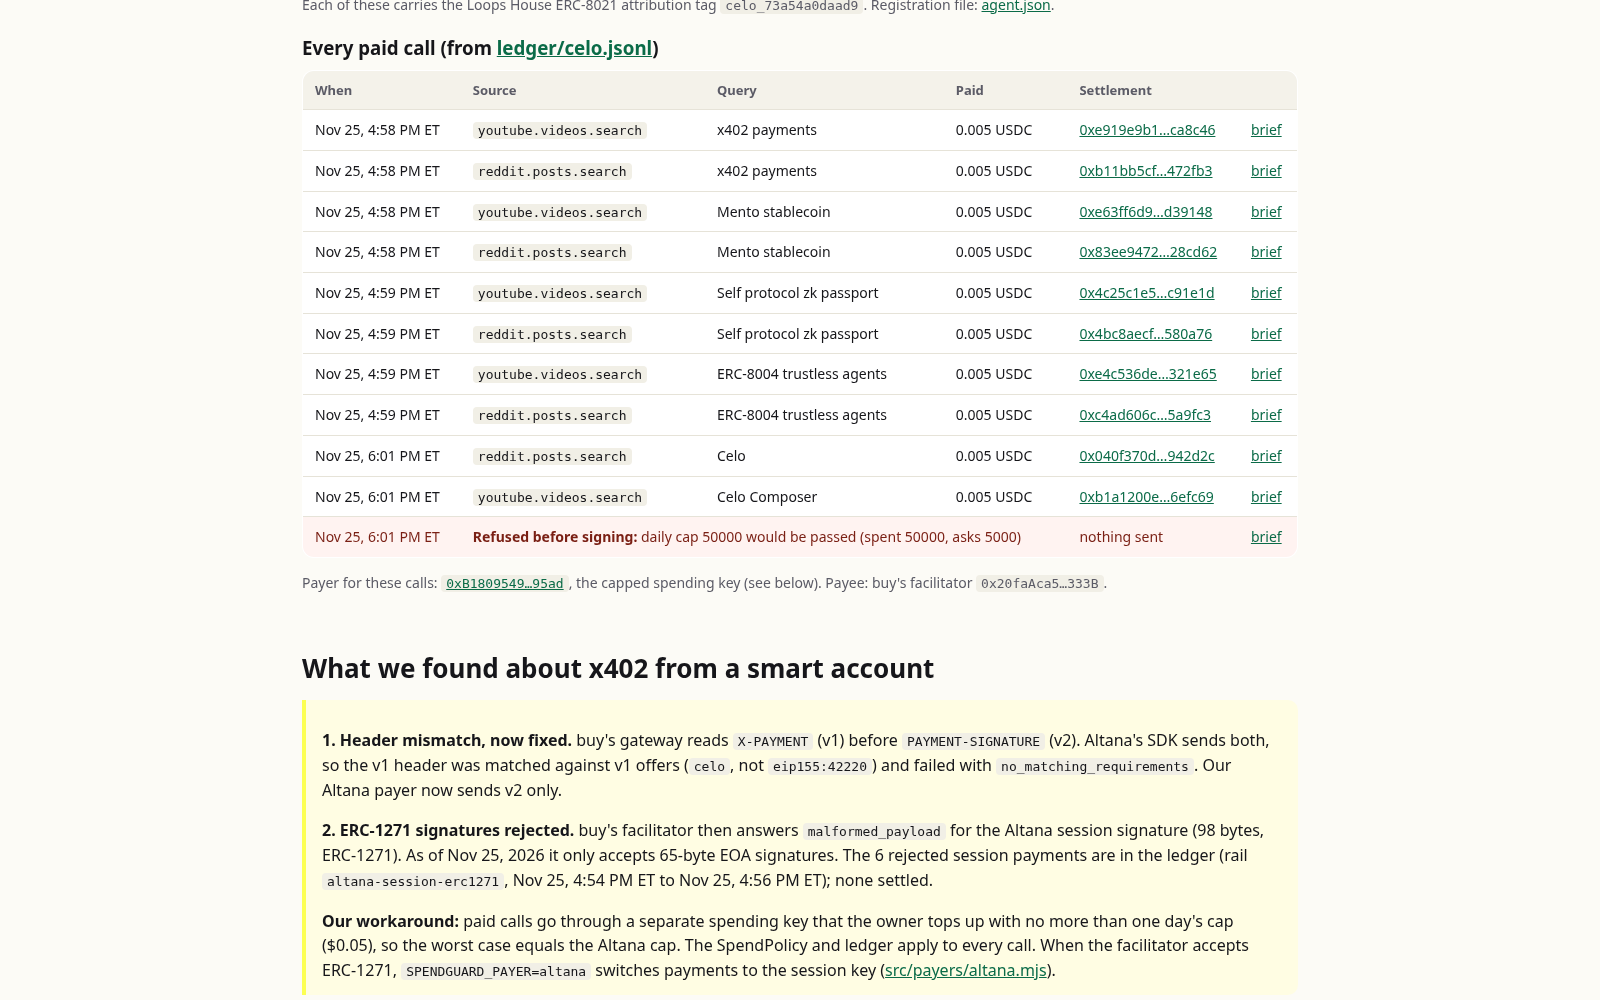 Each of these carries the Loops House ERC-8021 attribution tag celo_73a54a0daad9. Registration file: agent.json.
Every paid call (from ledger/celo.jsonl)
When Source Query Paid Settlement
Nov 25, 4:58 PM ET youtube.videos.search x402 payments 0.005 USDC 0xe919e9b1…ca8c46 brief
Nov 25, 4:58 PM ET reddit.posts.search x402 payments 0.005 USDC 0xb11bb5cf…472fb3 brief
Nov 25, 4:58 PM ET youtube.videos.search Mento stablecoin 0.005 USDC 0xe63ff6d9…d39148 brief
Nov 25, 4:58 PM ET reddit.posts.search Mento stablecoin 0.005 USDC 0x83ee9472…28cd62 brief
Nov 25, 4:59 PM ET youtube.videos.search Self protocol zk passport 0.005 USDC 0x4c25c1e5…c91e1d brief
Nov 25, 4:59 PM ET reddit.posts.search Self protocol zk passport 0.005 USDC 0x4bc8aecf…580a76 brief
Nov 25, 4:59 PM ET youtube.videos.search ERC-8004 trustless agents 0.005 USDC 0xe4c536de…321e65 brief
Nov 25, 4:59 PM ET reddit.posts.search ERC-8004 trustless agents 0.005 USDC 0xc4ad606c…5a9fc3 brief
Nov 25, 6:01 PM ET reddit.posts.search Celo 0.005 USDC 0x040f370d…942d2c brief
Nov 25, 6:01 PM ET youtube.videos.search Celo Composer 0.005 USDC 0xb1a1200e…6efc69 brief
Nov 25, 6:01 PM ET Refused before signing: daily cap 50000 would be passed (spent 50000, asks 5000) nothing sent brief
Payer for these calls: 0xB1809549…95ad, the capped spending key (see below). Payee: buy's facilitator 0x20faAca5…333B.
What we found about x402 from a smart account
1. Header mismatch, now fixed. buy's gateway reads X-PAYMENT (v1) before PAYMENT-SIGNATURE (v2). Altana's SDK sends both,
so the v1 header was matched against v1 offers (celo, not eip155:42220) and failed with no_matching_requirements. Our
Altana payer now sends v2 only.
2. ERC-1271 signatures rejected. buy's facilitator then answers malformed_payload for the Altana session signature (98 bytes,
ERC-1271). As of Nov 25, 2026 it only accepts 65-byte EOA signatures. The 6 rejected session payments are in the ledger (rail
altana-session-erc1271, Nov 25, 4:54 PM ET to Nov 25, 4:56 PM ET); none settled.
Our workaround: paid calls go through a separate spending key that the owner tops up with no more than one day's cap
($0.05), so the worst case equals the Altana cap. The SpendPolicy and ledger apply to every call. When the facilitator accepts
ERC-1271, SPENDGUARD_PAYER=altana switches payments to the session key (src/payers/altana.mjs).